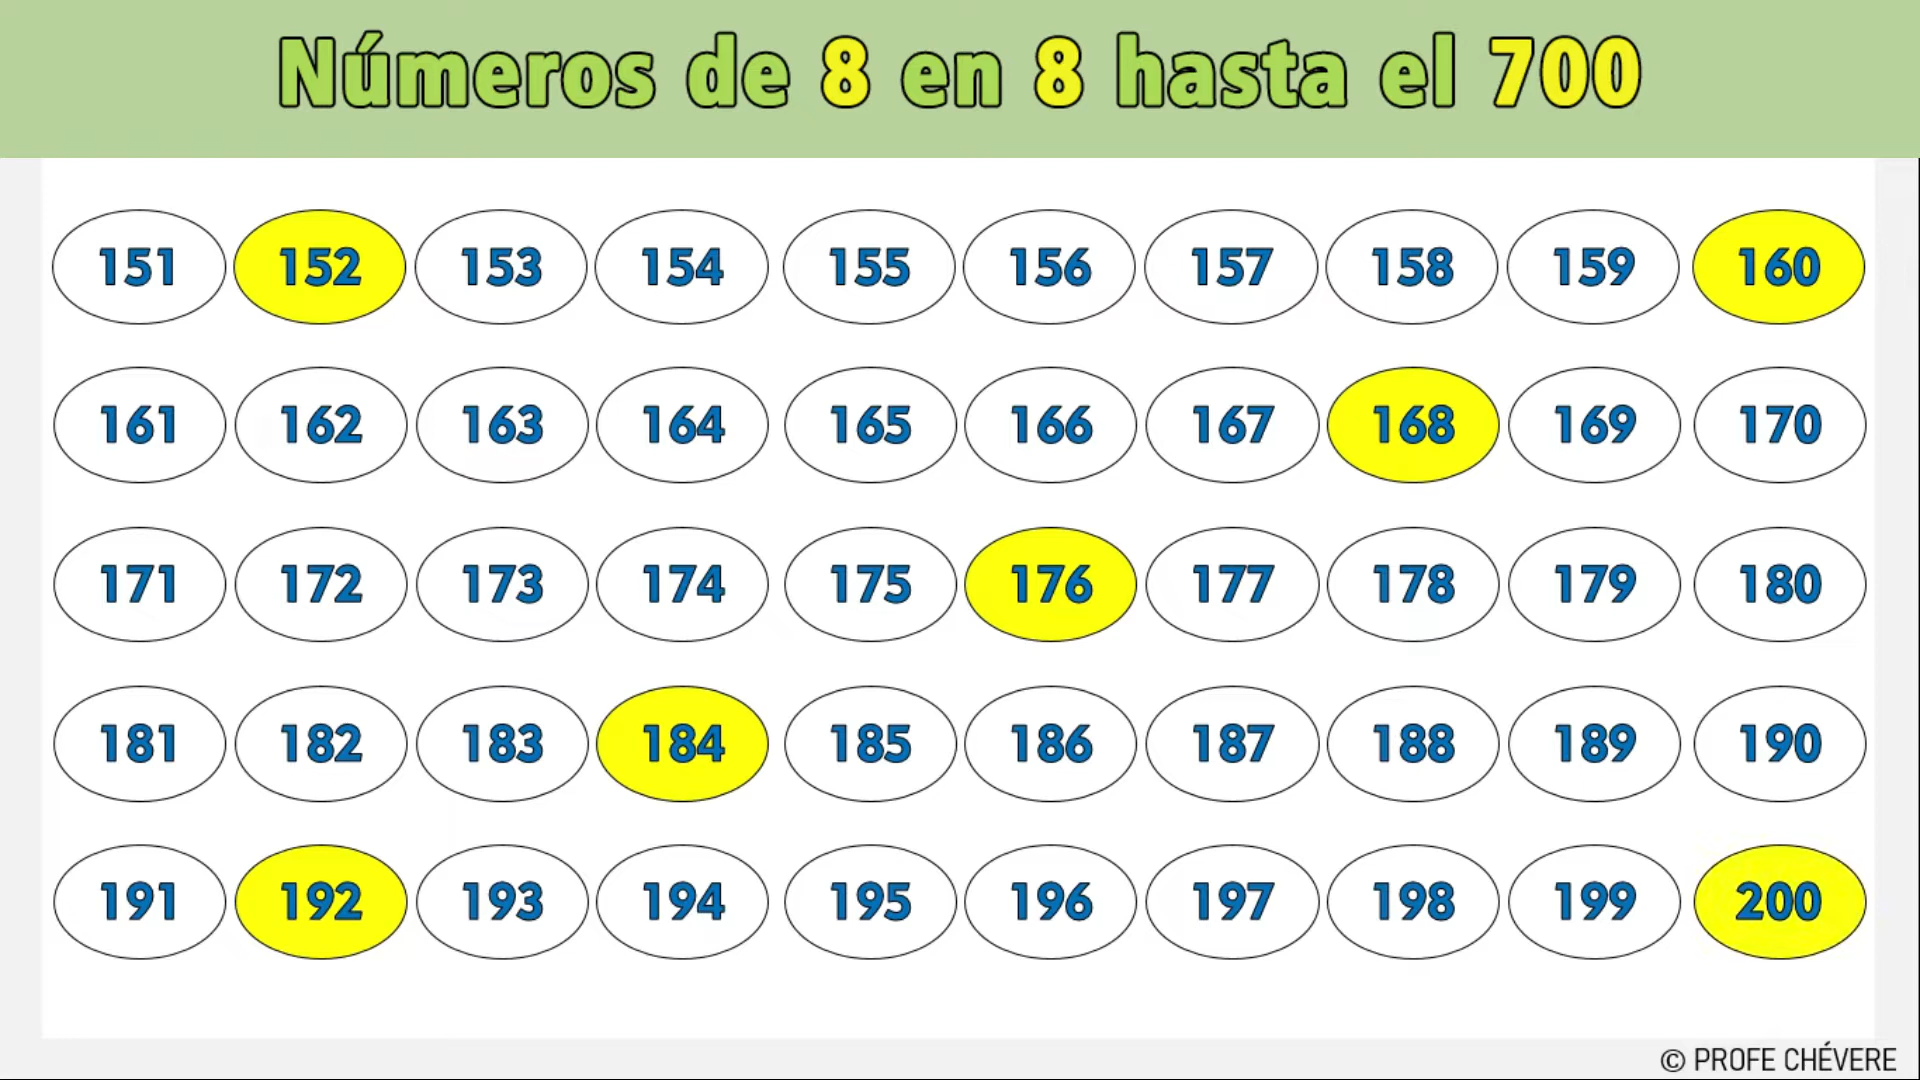 Números de 8 en 8 hasta el 700
151 152 153 154 155 156 157 158 159 160
161 162 163 164 165 166 167 168 169 170
171 172 173 174 175 176 177 178 179 180
181 182 183 184 185 186 187 188 189 190
191 192 193 194 195 196 197 198 199 200
© PROFE CHÉVERE